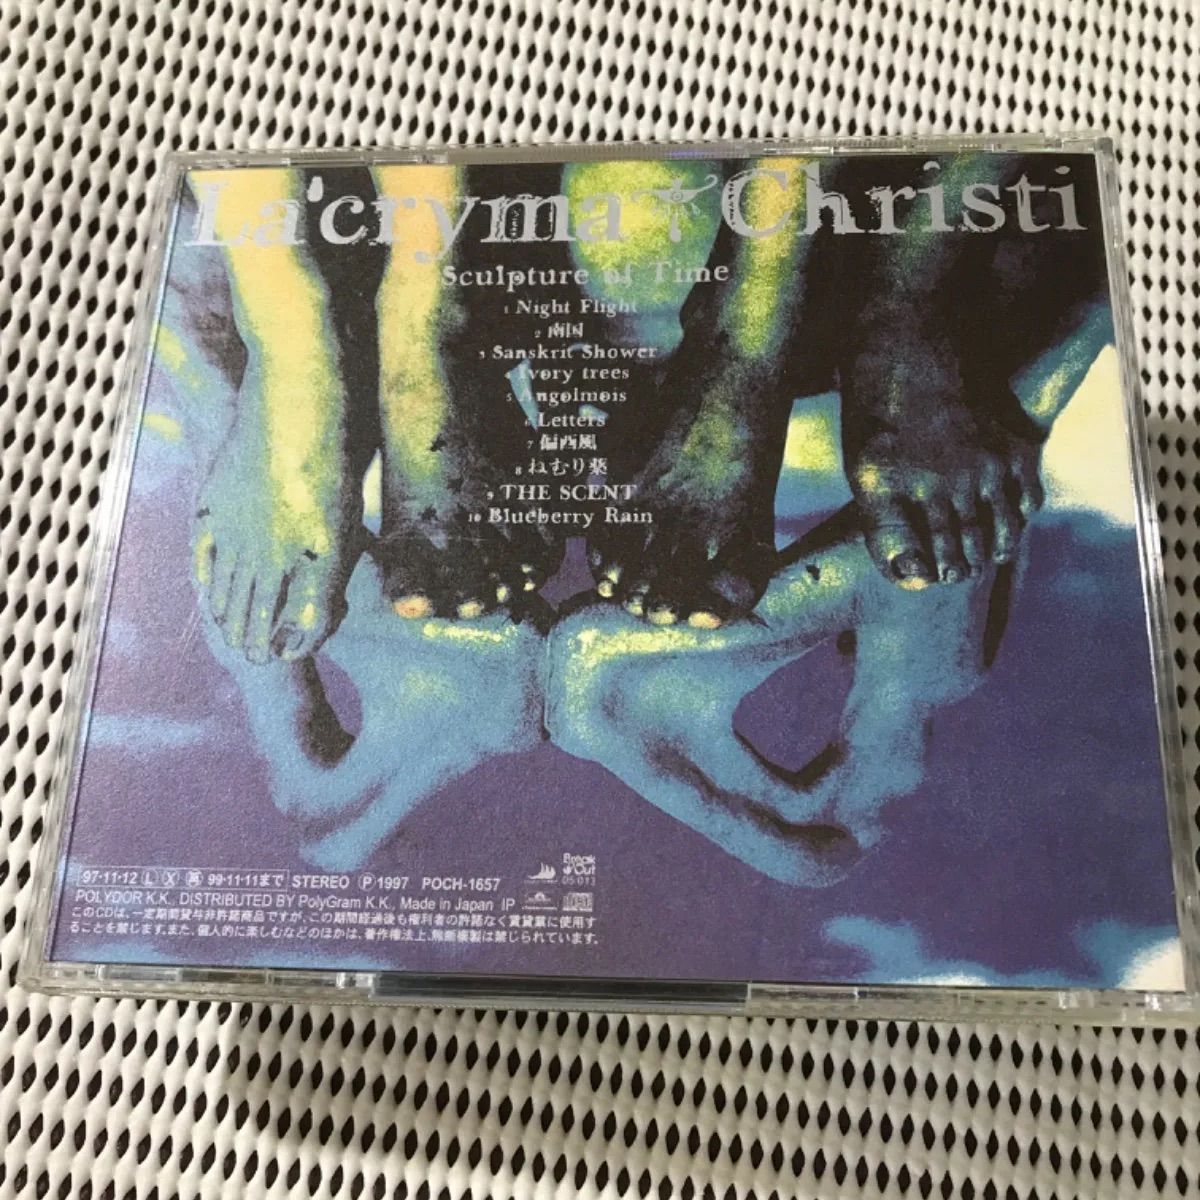 La'cryma Christi
Sculpture of Time
1 Night Flight
2 南国
3 Sanskrit Shower
4 Ivory trees
5 Angolmois
6 Letters
7 偏西風
8 ねむり薬
9 THE SCENT
10 Blueberry Rain
97・11・12 L X 再 99・11・11まで STEREO Ⓟ1997 POCH-1657
Break Out
05 013
POLYDOR K.K., DISTRIBUTED BY PolyGram K.K., Made in Japan IP
このCDは、一定期間貸与非許諾商品ですが、この期間経過後も権利者の許諾なく賃貸業に使用す
ることを禁じます。また、個人的に楽しむなどのほかは、著作権法上、無断複製は禁じられています。